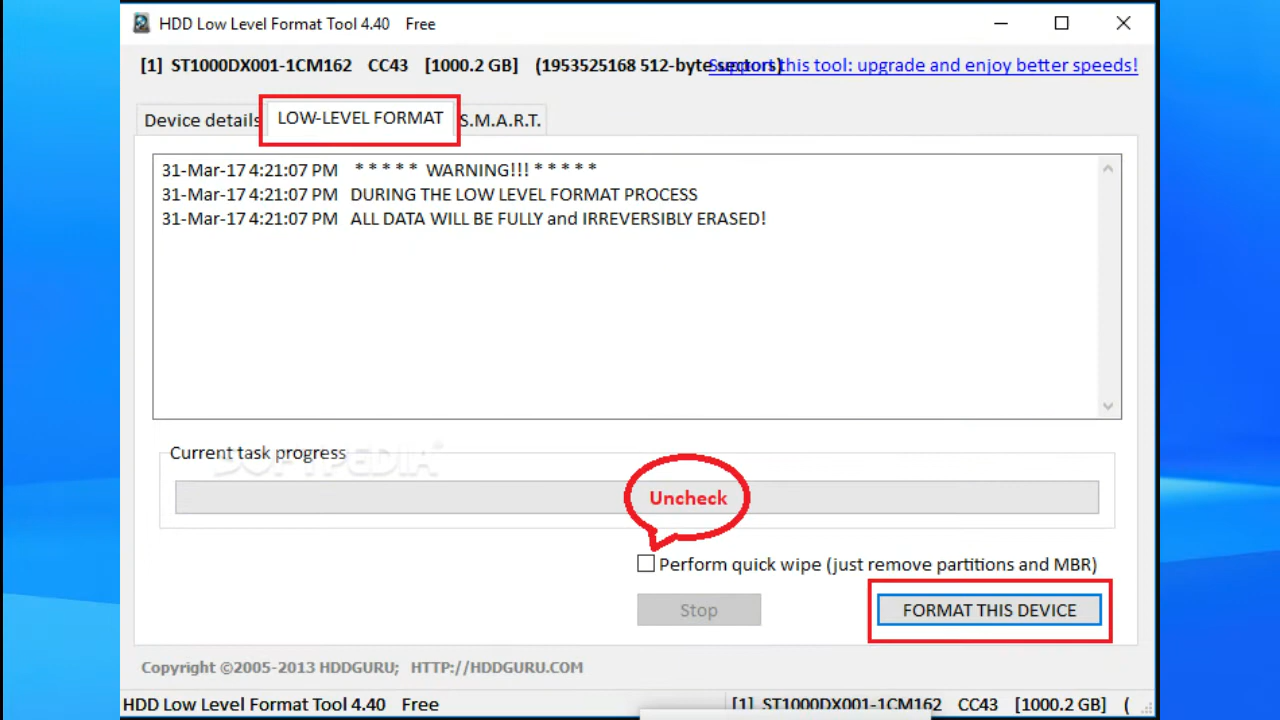 HDD Low Level Format Tool 4.40 Free
[1] ST1000DX001-1CM162 CC43 [1000.2 GB] (1953525168 512-byte sectors) Support this tool: upgrade and enjoy better speeds!
Device details LOW-LEVEL FORMAT S.M.A.R.T.
31-Mar-17 4:21:07 PM * * * * * WARNING!!! * * * * *
31-Mar-17 4:21:07 PM DURING THE LOW LEVEL FORMAT PROCESS
31-Mar-17 4:21:07 PM ALL DATA WILL BE FULLY and IRREVERSIBLY ERASED!
Current task progress
SOFTPEDIA
Uncheck
Perform quick wipe (just remove partitions and MBR)
Stop FORMAT THIS DEVICE
Copyright ©2005-2013 HDDGURU; HTTP://HDDGURU.COM
HDD Low Level Format Tool 4.40 Free [1] ST1000DX001-1CM162 CC43 [1000.2 GB] (